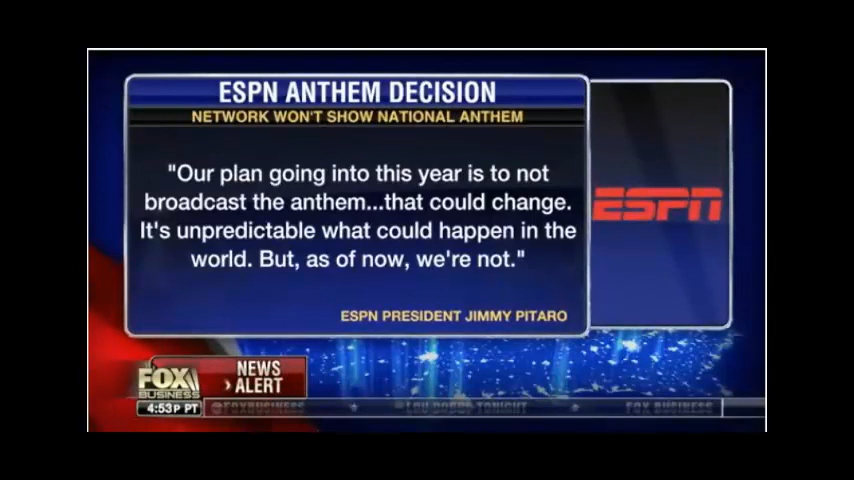 ESPN ANTHEM DECISION
NETWORK WON'T SHOW NATIONAL ANTHEM
"Our plan going into this year is to not
broadcast the anthem...that could change.
It's unpredictable what could happen in the
world. But, as of now, we're not."
ESPN PRESIDENT JIMMY PITARO
ESPN
FOX
BUSINESS
NEWS
ALERT
4:53P PT
@FOXBUSINESS
@LOU DOBBS TONIGHT
FOX BUSINESS